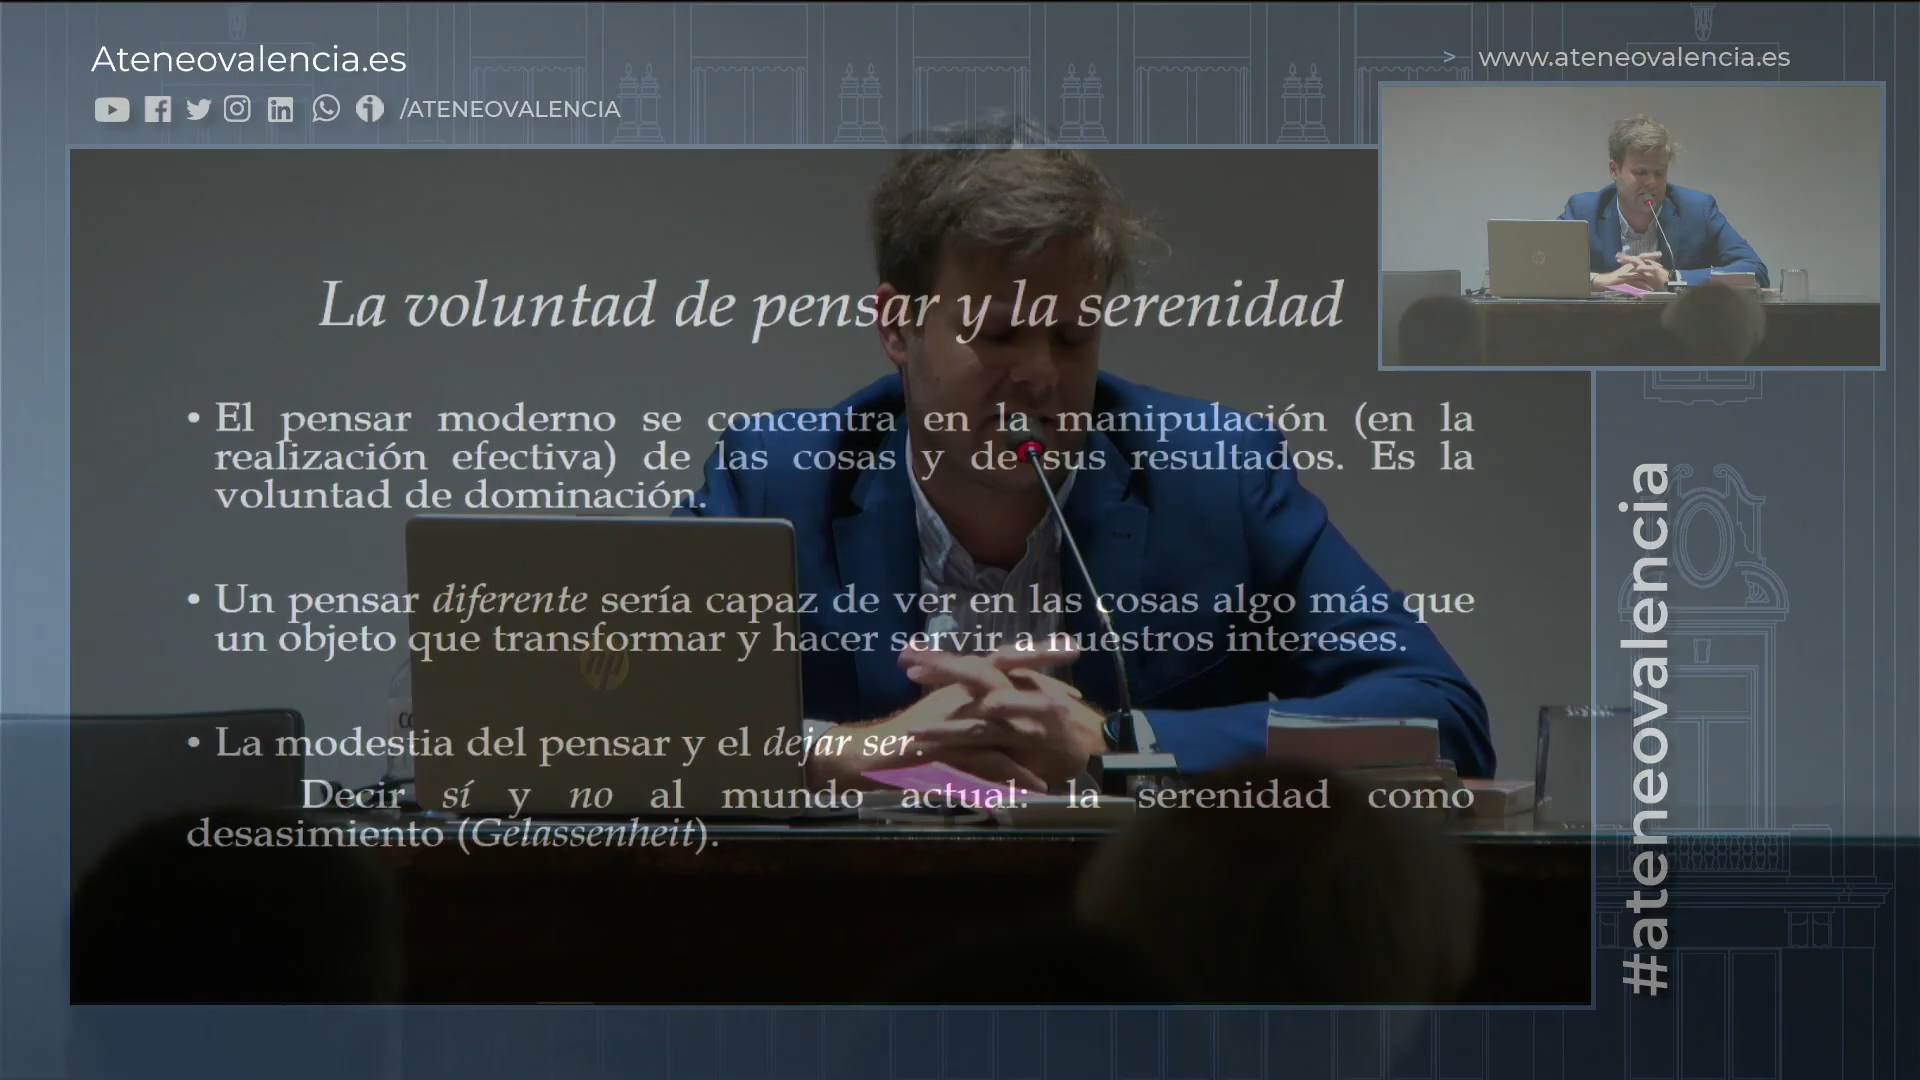 Ateneovalencia.es
/ATENEOVALENCIA
> www.ateneovalencia.es
La voluntad de pensar y la serenidad
• El pensar moderno se concentra en la manipulación (en la
realización efectiva) de las cosas y de sus resultados. Es la
voluntad de dominación.
• Un pensar diferente sería capaz de ver en las cosas algo más que
un objeto que transformar y hacer servir a nuestros intereses.
• La modestia del pensar y el dejar ser.
Decir sí y no al mundo actual: la serenidad como
desasimiento (Gelassenheit).
#ateneovalencia
hp